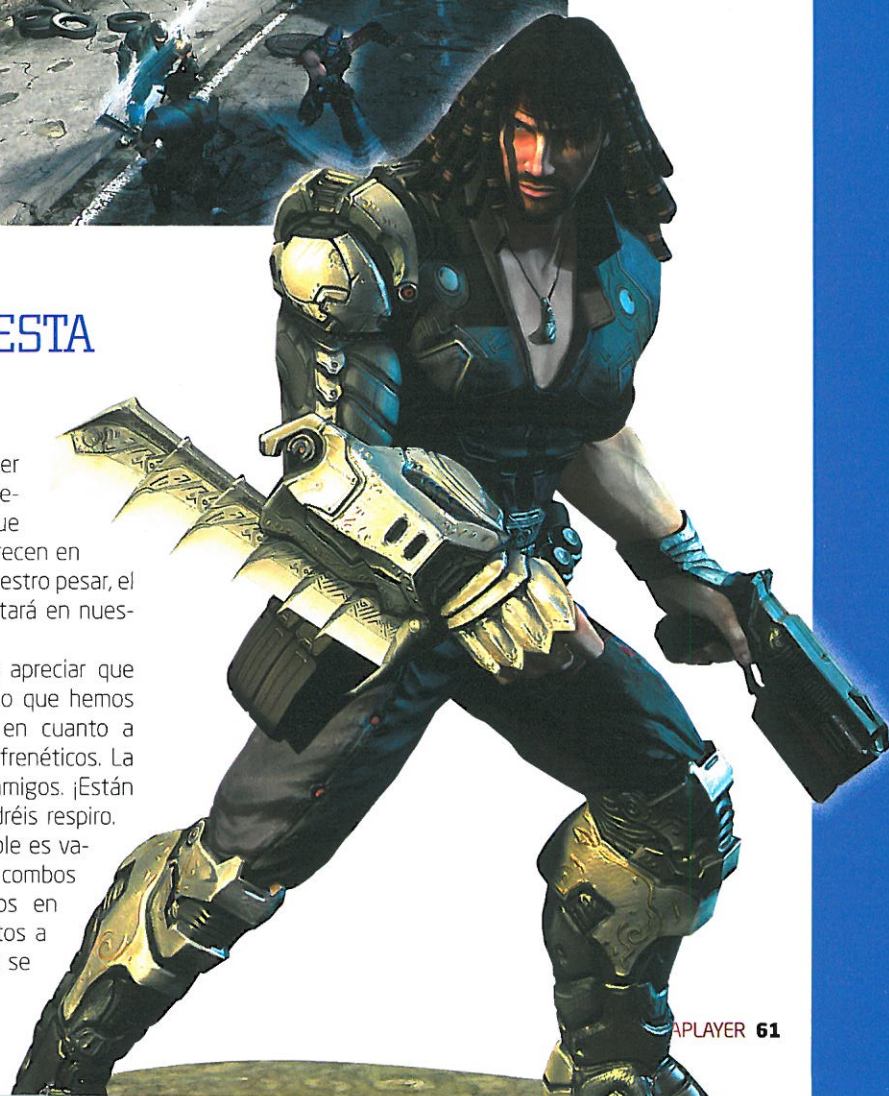 ESTA
er
e-
ue
recen en
estro pesar, el
tará en nues-
apreciar que
o que hemos
en cuanto a
frenéticos. La
migos. ¡Están
dréis respiro.
ble es va-
combos
os en
tos a
se
APLAYER 61